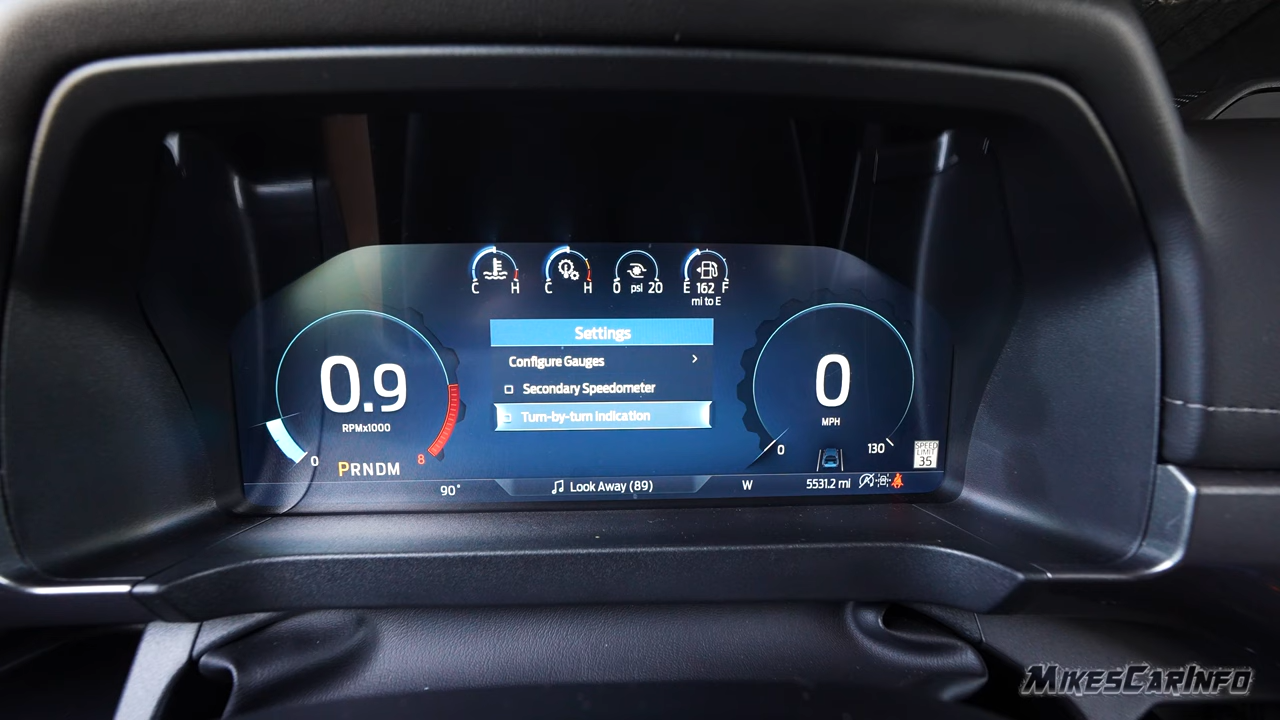 C H C H 0 psi 20 E 162 F
mi to E
Settings
Configure Gauges
Secondary Speedometer
Turn-by-turn indication
0.9
RPMx1000
0 8
PRNDM
0
MPH
0 130
SPEED
LIMIT
35
90°
Look Away (89)
W
5531.2 mi
MIKESCARINFO